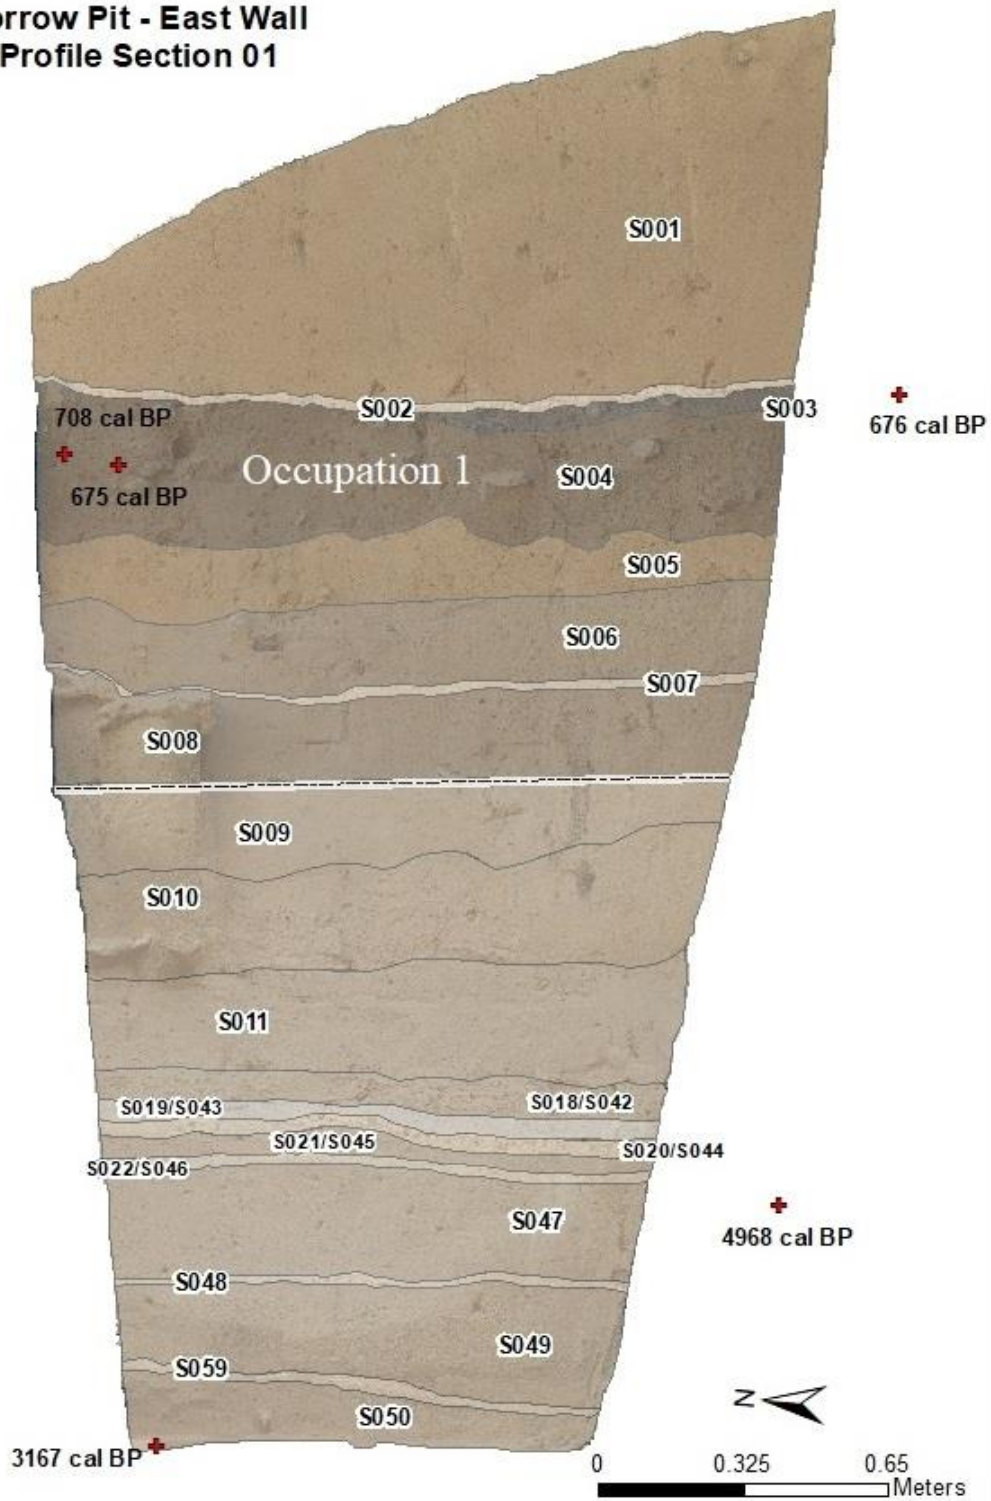 orrow Pit - East Wall
Profile Section 01
S001
S002
S003
676 cal BP
708 cal BP
675 cal BP
Occupation 1
S004
S005
S006
S007
S008
S009
S010
S011
S019/S043
S018/S042
S021/S045
S020/S044
S022/S046
S047
4968 cal BP
S048
S049
S059
S050
3167 cal BP
N
0 0.325 0.65
Meters